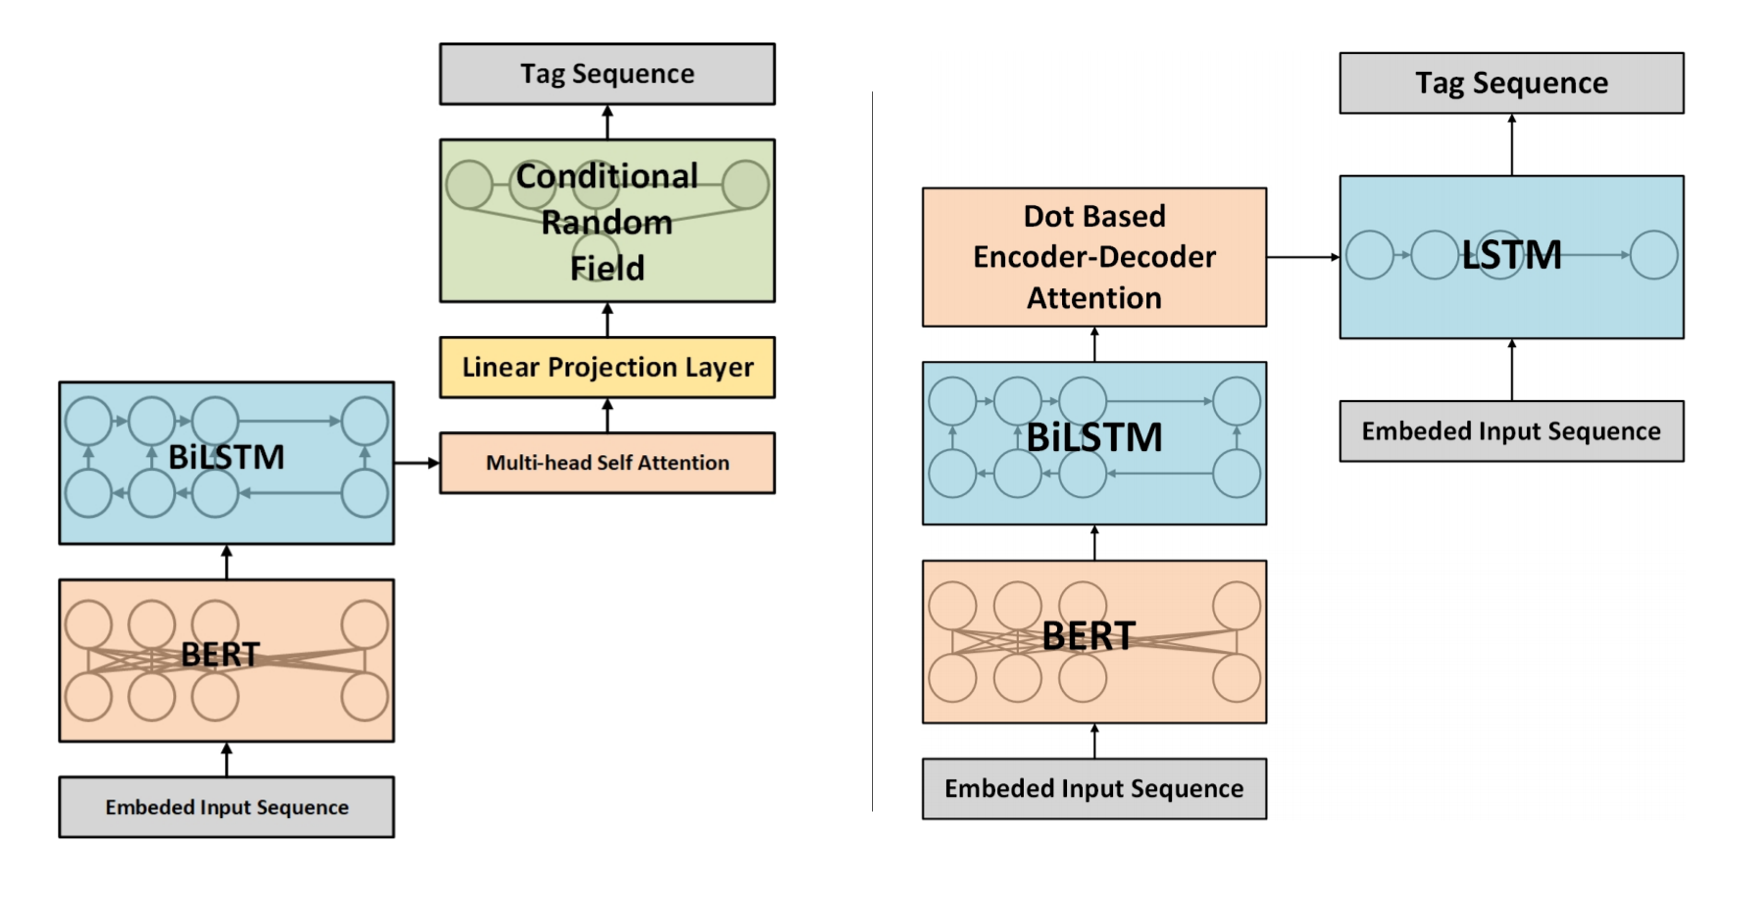 Tag Sequence
Conditional
Random
Field
Linear Projection Layer
Multi-head Self Attention
BiLSTM
BERT
Embeded Input Sequence
Tag Sequence
LSTM
Embeded Input Sequence
Dot Based
Encoder-Decoder
Attention
BiLSTM
BERT
Embeded Input Sequence